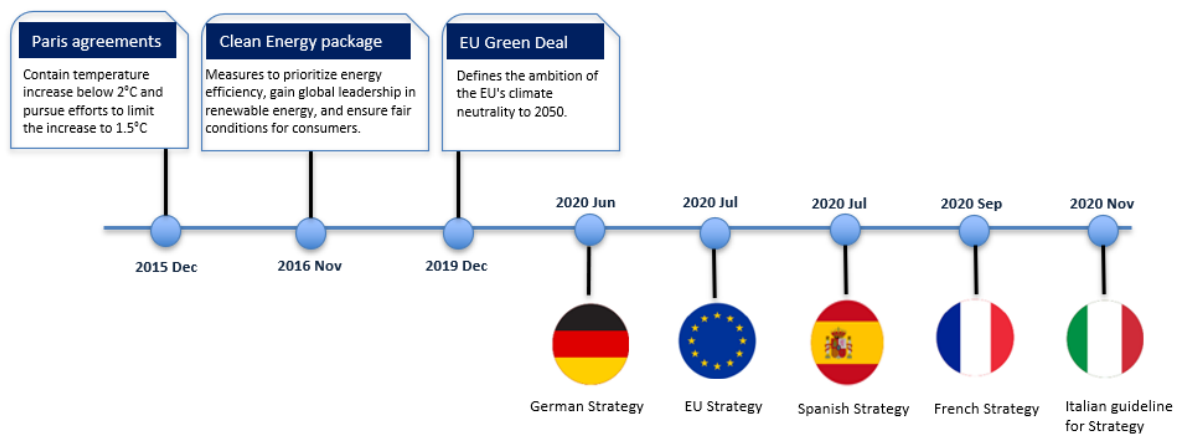 Paris agreements
Contain temperature
increase below 2°C and
pursue efforts to limit
the increase to 1.5°C
Clean Energy package
Measures to prioritize energy
efficiency, gain global leadership in
renewable energy, and ensure fair
conditions for consumers.
EU Green Deal
Defines the ambition of
the EU's climate
neutrality to 2050.
2015 Dec
2016 Nov
2019 Dec
2020 Jun
2020 Jul
2020 Jul
2020 Sep
2020 Nov
German Strategy
EU Strategy
Spanish Strategy
French Strategy
Italian guideline
for Strategy